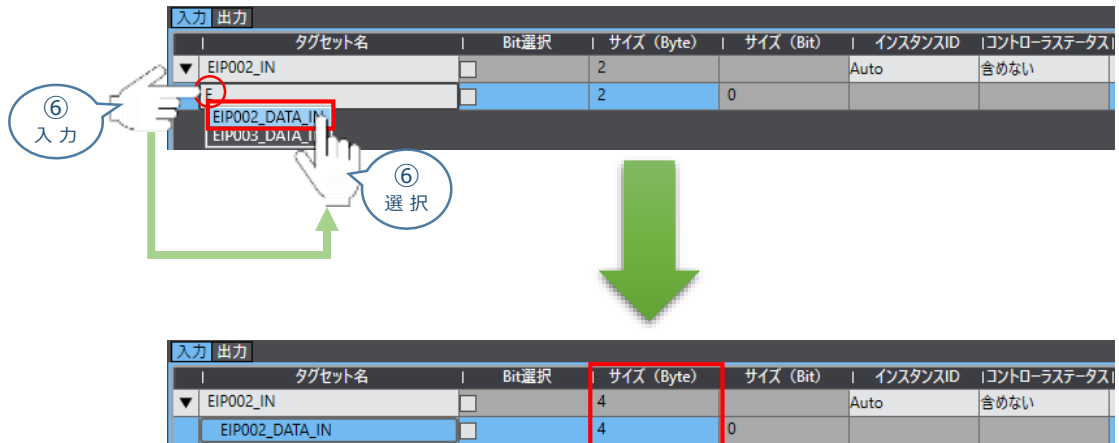 入力 出力
タグセット名 Bit選択 サイズ (Byte) サイズ (Bit) インスタンスID コントローラステータス
▼ EIP002_IN 2 Auto 含めない
E 2 0
EIP002_DATA_IN
EIP003_DATA_IN
⑥
入 力
⑥
選 択
入力 出力
タグセット名 Bit選択 サイズ (Byte) サイズ (Bit) インスタンスID コントローラステータス
▼ EIP002_IN 4 Auto 含めない
EIP002_DATA_IN 4 0